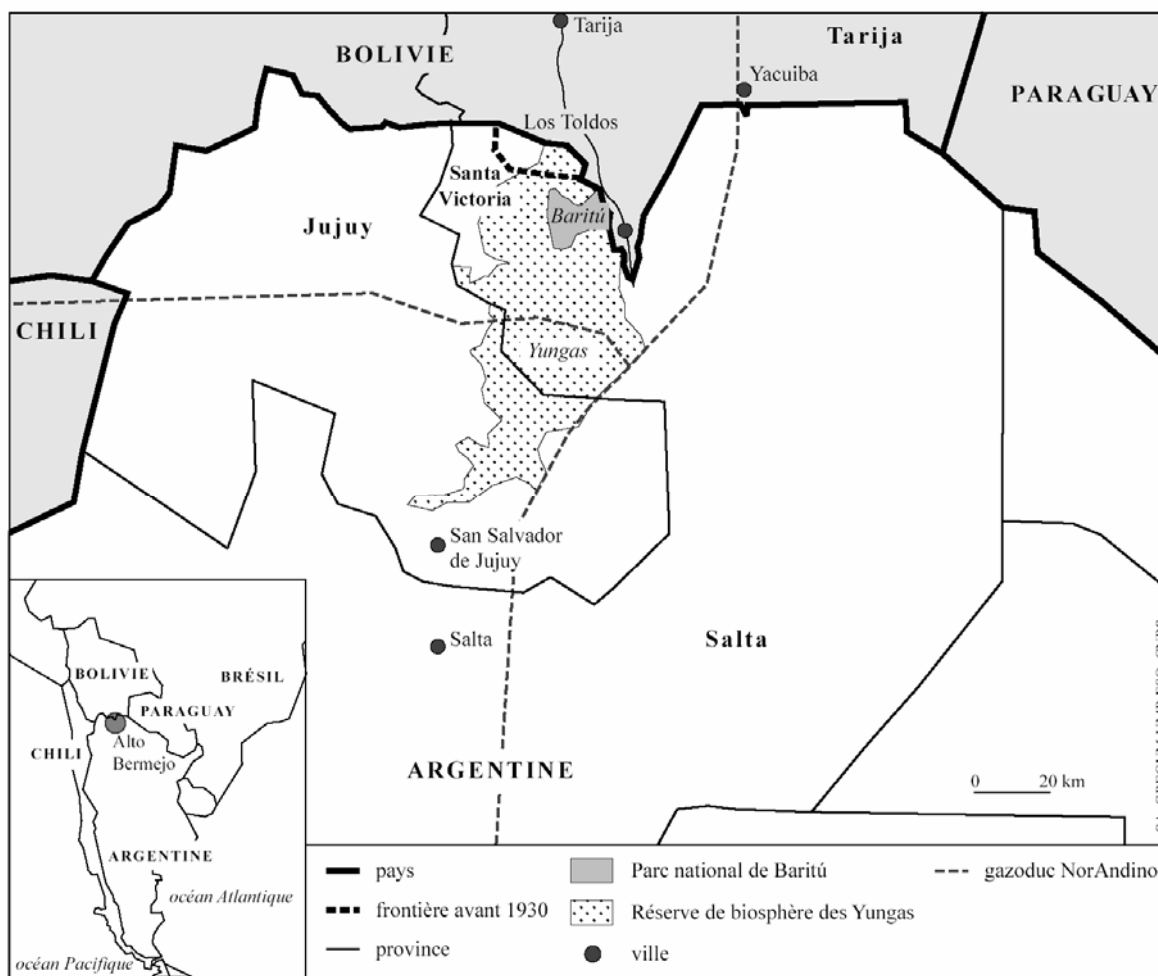 Tarija
Tarija
BOLIVIE
Yacuiba
PARAGUAY
Los Toldos
Santa
Victoria
Baritú
Jujuy
CHILI
Yungas
San Salvador
de Jujuy
Salta
Salta
ARGENTINE
0 20 km
BOLIVIE
BRÉSIL
PARAGUAY
CHILI
Alto
Bermejo
ARGENTINE
océan Atlantique
océan Pacifique
pays
frontière avant 1930
province
Parc national de Baritú
Réserve de biosphère des Yungas
ville
gazoduc NorAndino